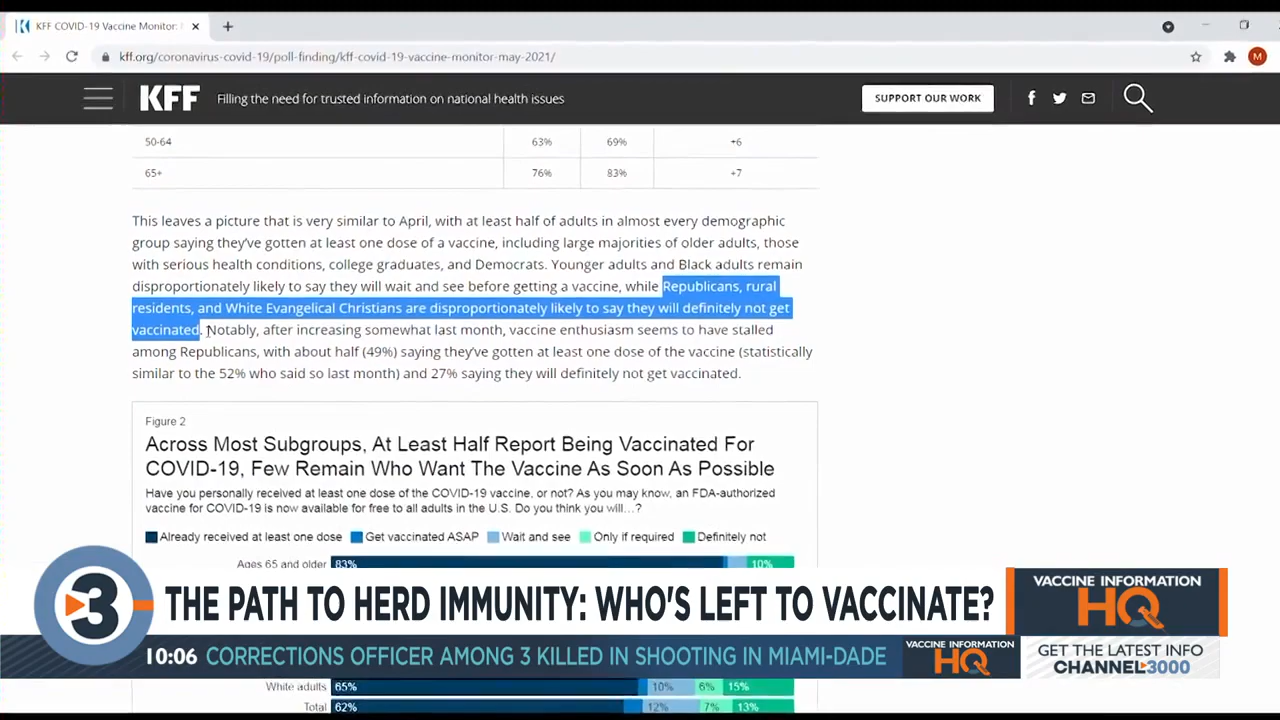 KFF COVID-19 Vaccine Monitor:
kff.org/coronavirus-covid-19/poll-finding/kff-covid-19-vaccine-monitor-may-2021/
M
KFF
Filling the need for trusted information on national health issues
SUPPORT OUR WORK
50-64 63% 69% +6
65+ 76% 83% +7
This leaves a picture that is very similar to April, with at least half of adults in almost every demographic
group saying they've gotten at least one dose of a vaccine, including large majorities of older adults, those
with serious health conditions, college graduates, and Democrats. Younger adults and Black adults remain
disproportionately likely to say they will wait and see before getting a vaccine, while Republicans, rural
residents, and White Evangelical Christians are disproportionately likely to say they will definitely not get
vaccinated. Notably, after increasing somewhat last month, vaccine enthusiasm seems to have stalled
among Republicans, with about half (49%) saying they've gotten at least one dose of the vaccine (statistically
similar to the 52% who said so last month) and 27% saying they will definitely not get vaccinated.
Figure 2
Across Most Subgroups, At Least Half Report Being Vaccinated For
COVID-19, Few Remain Who Want The Vaccine As Soon As Possible
Have you personally received at least one dose of the COVID-19 vaccine, or not? As you may know, an FDA-authorized
vaccine for COVID-19 is now available for free to all adults in the U.S. Do you think you will…?
Already received at least one dose Get vaccinated ASAP Wait and see Only if required Definitely not
Ages 65 and older 83% 10%
3
THE PATH TO HERD IMMUNITY: WHO'S LEFT TO VACCINATE?
VACCINE INFORMATION
HQ
10:06 CORRECTIONS OFFICER AMONG 3 KILLED IN SHOOTING IN MIAMI-DADE
VACCINE INFORMATION
HQ
GET THE LATEST INFO
CHANNEL3000
White adults 65% 10% 6% 15%
Total 62% 12% 7% 13%